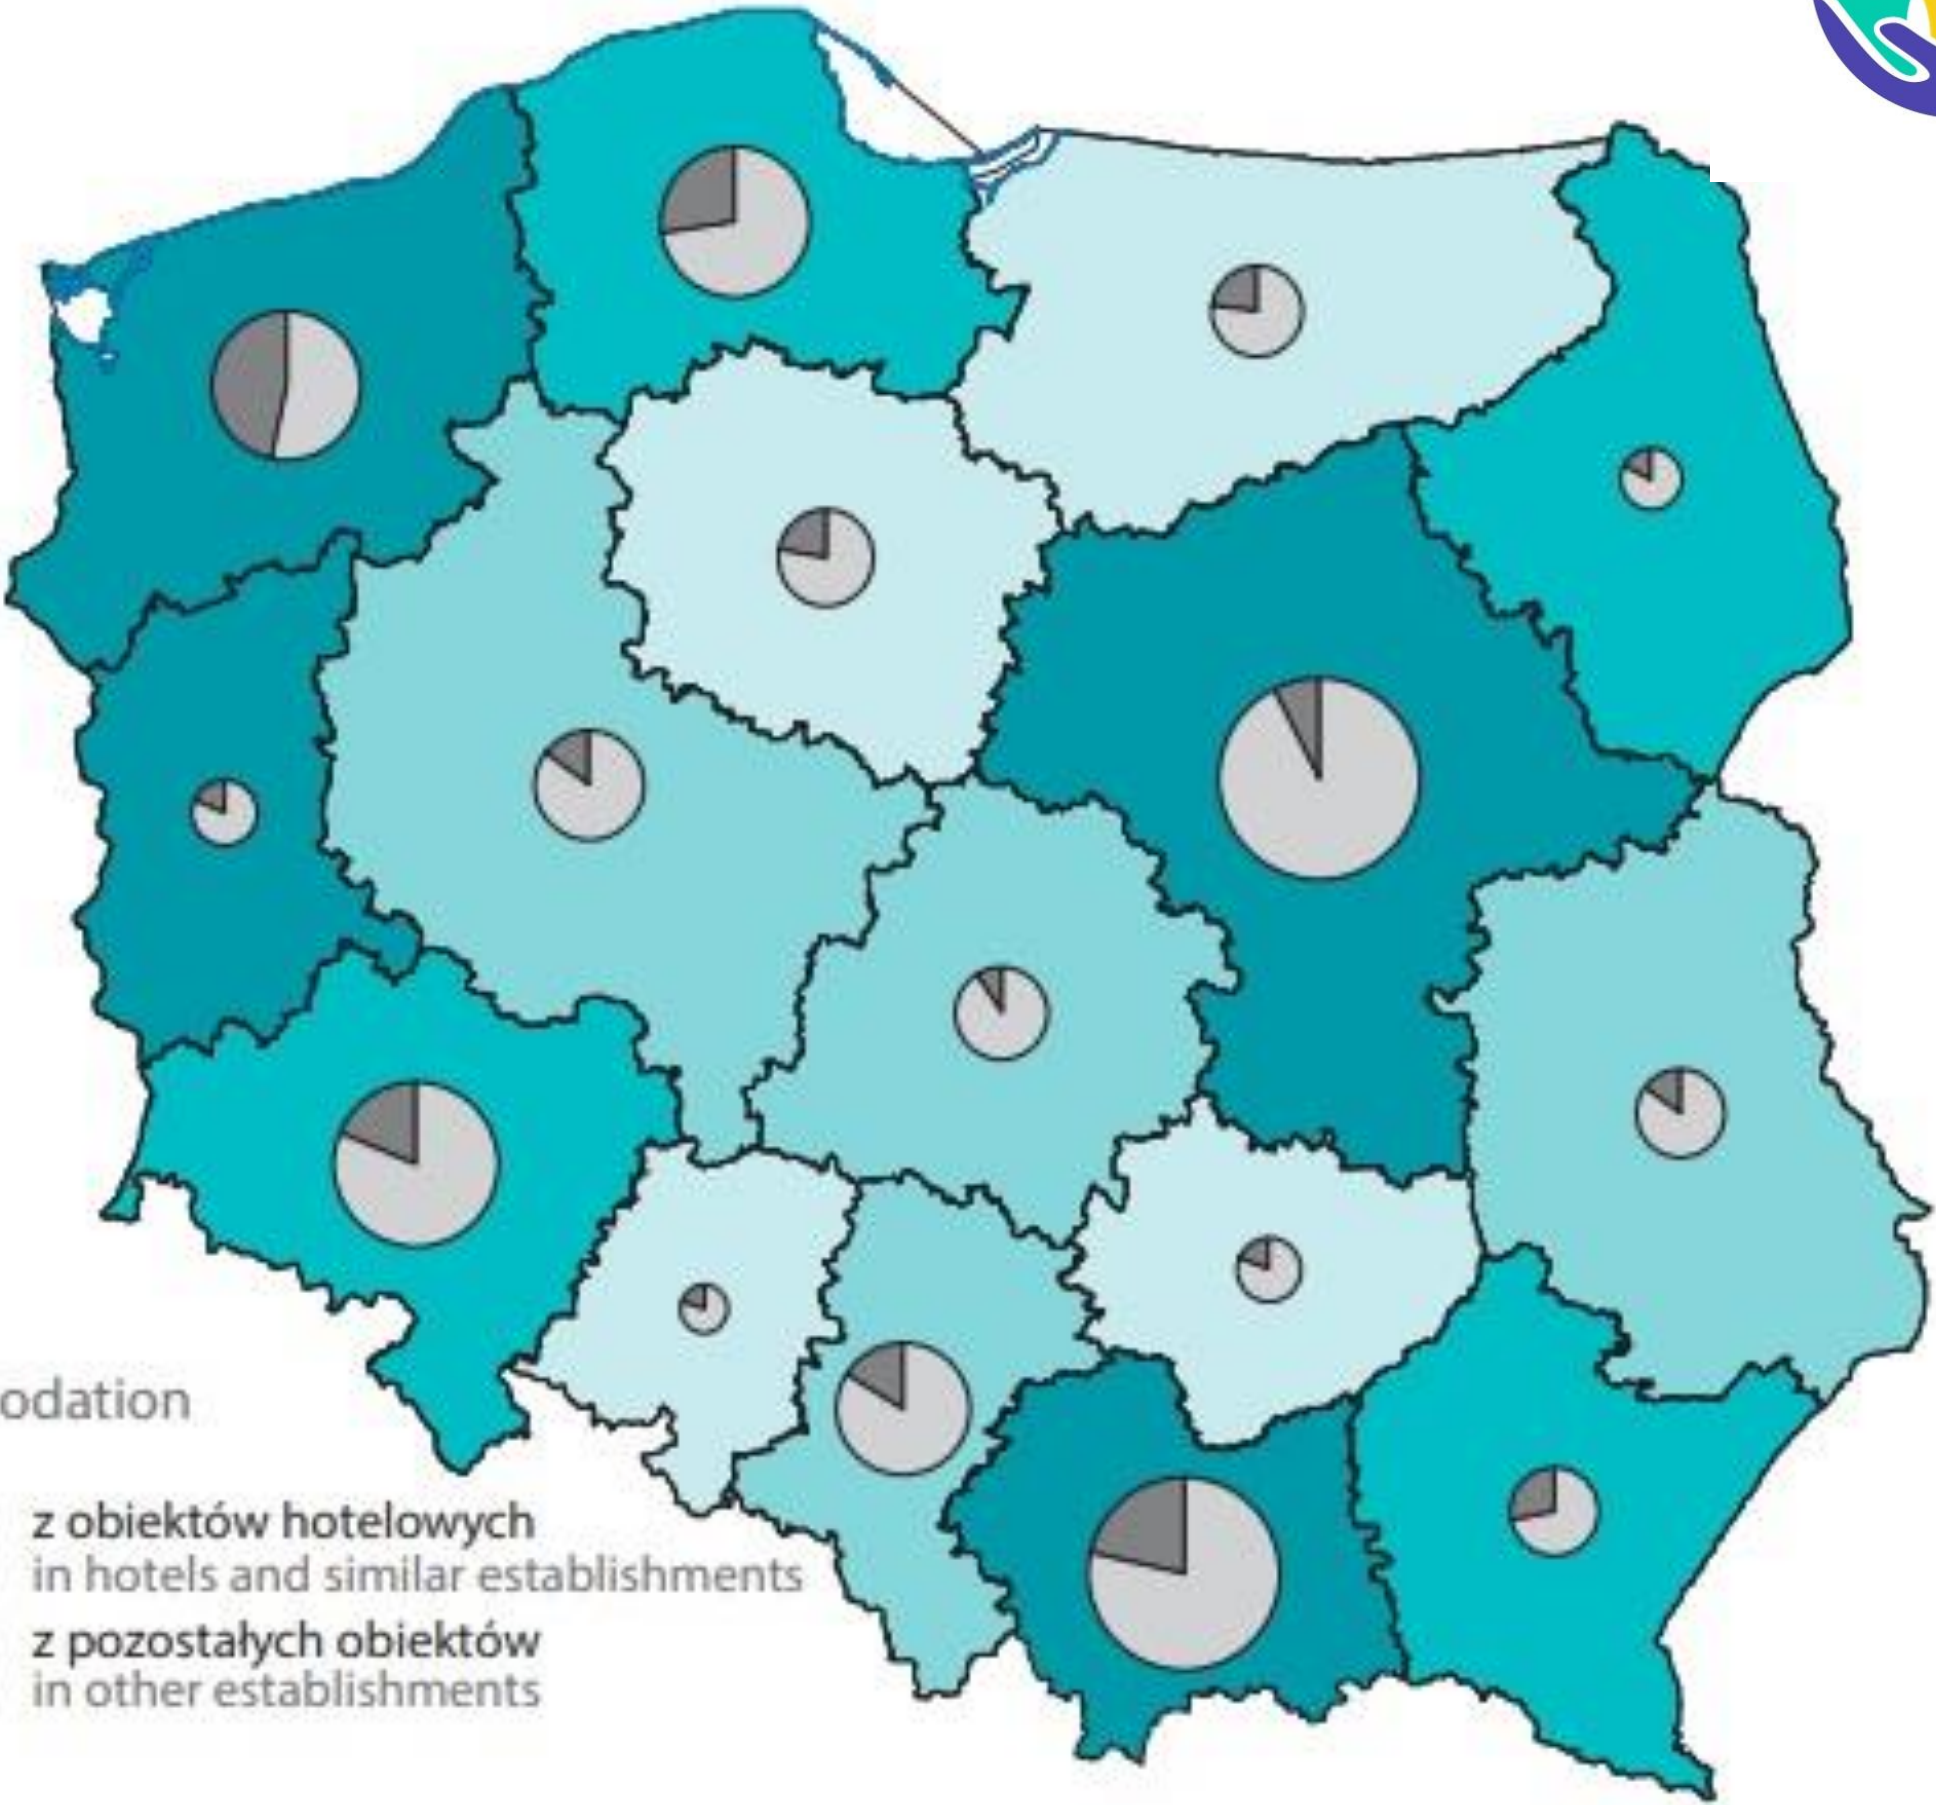 odation
z obiektów hotelowych
in hotels and similar establishments
z pozostałych obiektów
in other establishments